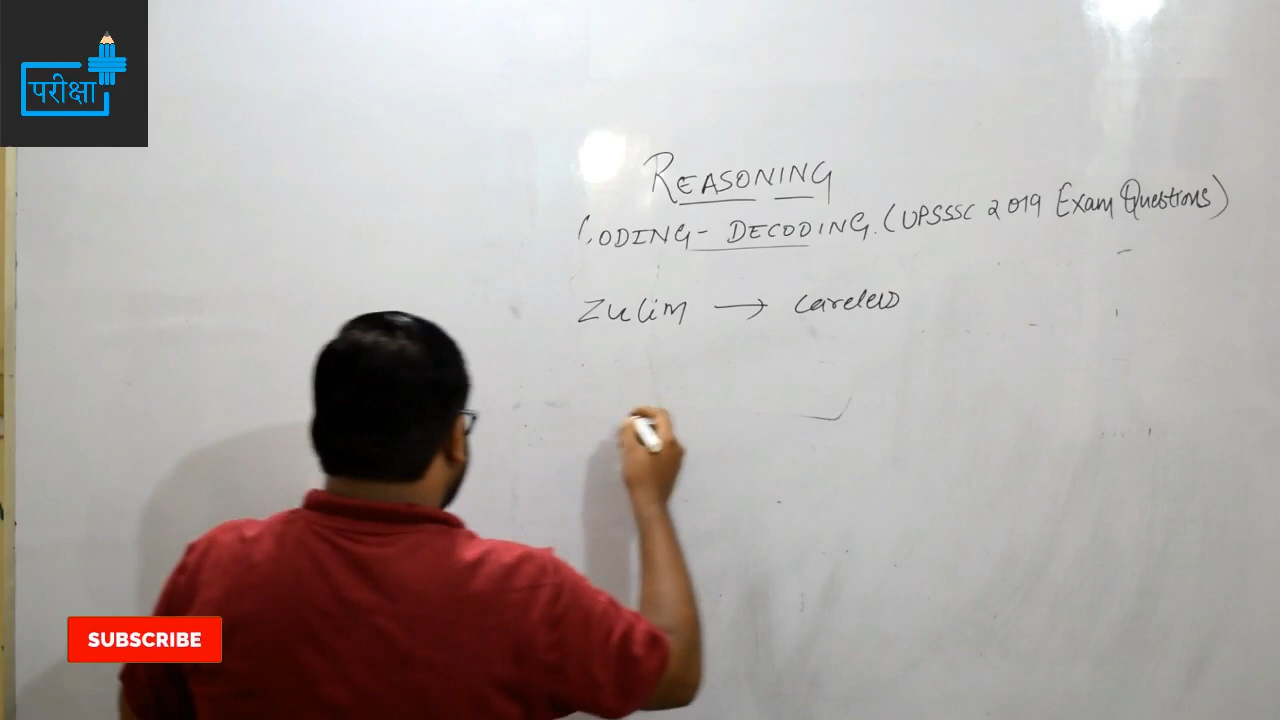 परीक्षा
REASONING
CODING- DECODING. (UPSSSC 2019 Exam Questions)
Zulim → careless
SUBSCRIBE